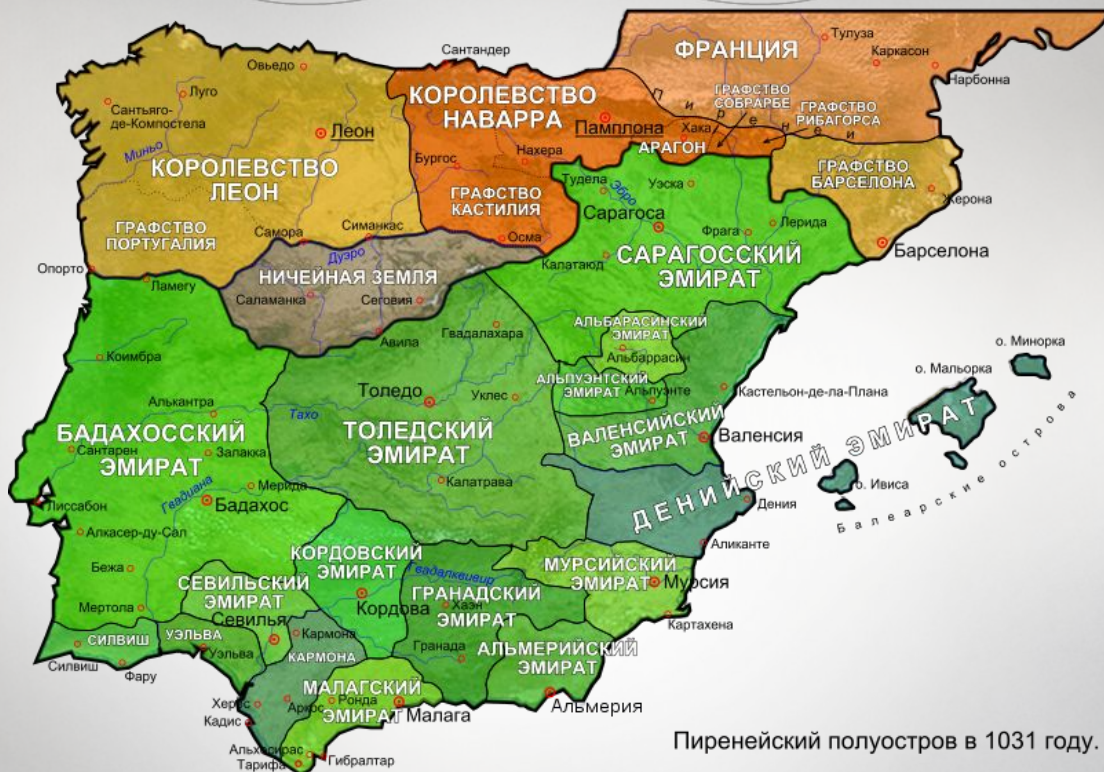 Сантандер
Тулуза
ФРАНЦИЯ
Каркасон
Нарбонна
Овьедо
Луго
Сантьяго-
де-Компостела
КОРОЛЕВСТВО
НАВАРРА
Пиренеи
ГРАФСТВО
СОБРАРБЕ
ГРАФСТВО
РИБАГОРСА
Леон
Памплона
Хака
АРАГОН
Миньо
КОРОЛЕВСТВО
ЛЕОН
Бургос
Нахера
ГРАФСТВО
КАСТИЛИЯ
Тудела
Эбро
Уэска
ГРАФСТВО
БАРСЕЛОНА
Жерона
Сарагоса
Лерида
Фрага
ГРАФСТВО
ПОРТУГАЛИЯ
Самора
Симанкас
Осма
Барселона
Дуэро
Опорто
Ламегу
НИЧЕЙНАЯ ЗЕМЛЯ
Саламанка
Сеговия
Авила
Калатаюд
САРАГОССКИЙ
ЭМИРАТ
Гвадалахара
АЛЬБАРАСИНСКИЙ
ЭМИРАТ
Альбаррасин
о. Минорка
о. Мальорка
Коимбра
АЛЬПУЭНТСКИЙ
ЭМИРАТ
Альпуэнте
Кастельон-де-ла-Плана
Толедо
Уклес
Алькантра
Тахо
БАДАХОССКИЙ
ЭМИРАТ
Сантарен
Залакка
ТОЛЕДСКИЙ
ЭМИРАТ
ВАЛЕНСИЙСКИЙ
ЭМИРАТ
Валенсия
ДЕНИЙСКИЙ ЭМИРАТ
о. Ивиса
Балеарские острова
Калатрава
Мерида
Гвадиана
Бадахос
Лиссабон
Дения
Алкасер-ду-Сал
Аликанте
КОРДОВСКИЙ
ЭМИРАТ
Гвадалквивир
МУРСИЙСКИЙ
ЭМИРАТ
Мурсия
Бежа
СЕВИЛЬСКИЙ
ЭМИРАТ
Севилья
Кордова
ГРАНАДСКИЙ
ЭМИРАТ
Хаэн
Мертола
Картахена
СИЛВИШ
УЭЛЬВА
Кармона
КАРМОНА
Гранада
АЛЬМЕРИЙСКИЙ
ЭМИРАТ
Уэльва
Силвиш
Фару
МАЛАГСКИЙ
ЭМИРАТ
Херес
Аркос
Ронда
Кадис
Малага
Альмерия
Альхесирас
Тарифа
Гибралтар
Пиренейский полуостров в 1031 году.